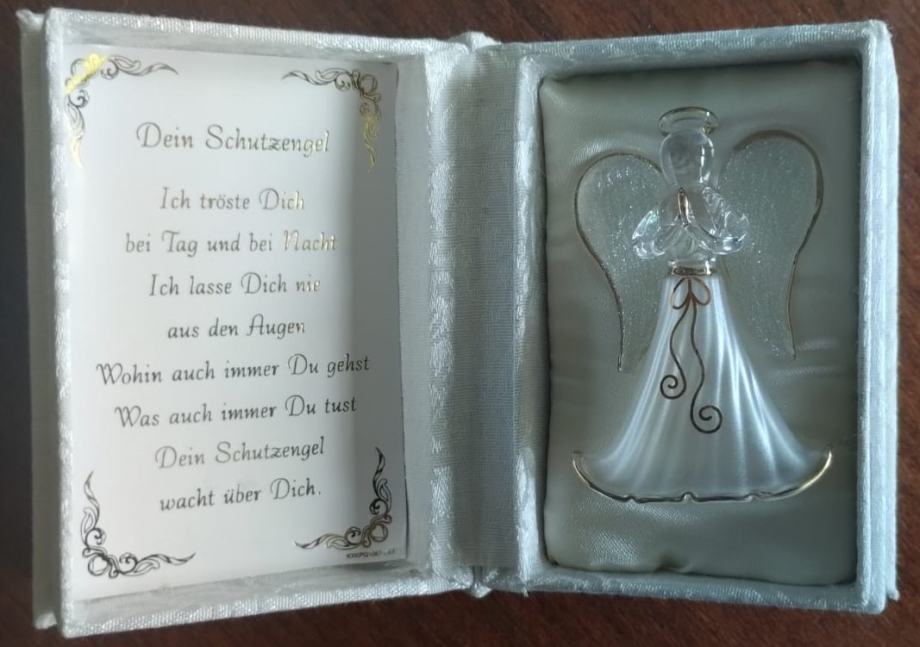 Dein Schutzengel
Ich tröste Dich
bei Tag und bei Nacht
Ich lasse Dich nie
aus den Augen
Wohin auch immer Du gehst
Was auch immer Du tust
Dein Schutzengel
wacht über Dich.